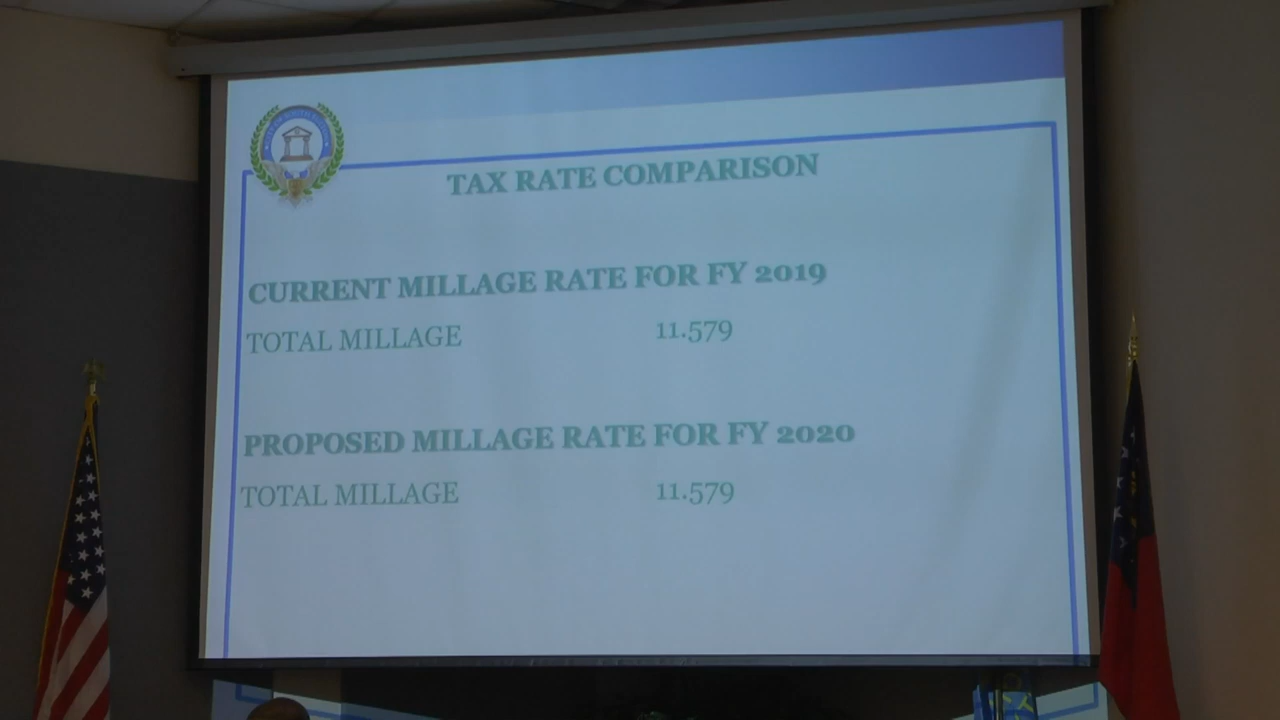 TAX RATE COMPARISON
CURRENT MILLAGE RATE FOR FY 2019
TOTAL MILLAGE 11.579
PROPOSED MILLAGE RATE FOR FY 2020
TOTAL MILLAGE 11.579